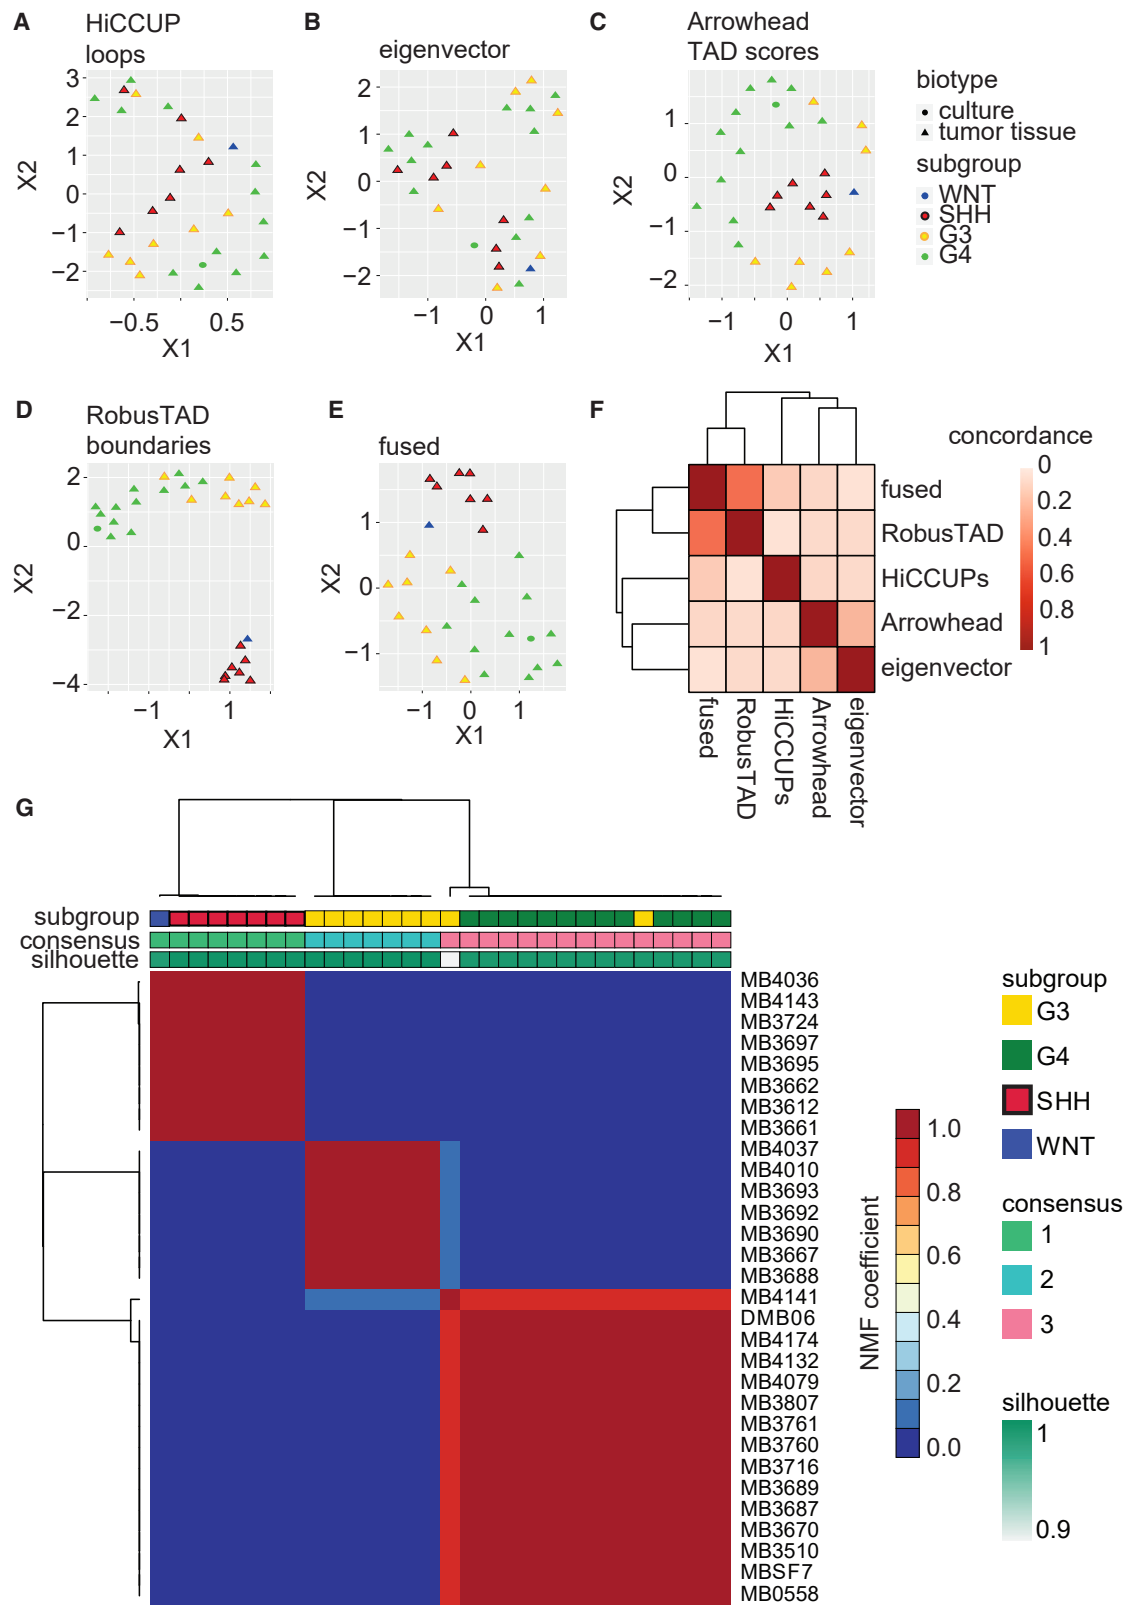 A
HiCCUP
loops
X2
3
2
1
0
−1
−2
−0.5
0.5
X1
B
eigenvector
X2
2
1
0
−1
−2
−1
0
1
X1
C
Arrowhead
TAD scores
X2
1
0
−1
−2
−1
0
1
X1
biotype
culture
tumor tissue
subgroup
WNT
SHH
G3
G4
D
RobusTAD
boundaries
X2
2
0
−2
−4
−1
1
X1
E
fused
X2
1
0
−1
−1
0
1
X1
F
concordance
0
0.2
0.4
0.6
0.8
1
fused
RobusTAD
HiCCUPs
Arrowhead
eigenvector
fused
RobusTAD
HiCCUPs
Arrowhead
eigenvector
G
subgroup
consensus
silhouette
MB4036
MB4143
MB3724
MB3697
MB3695
MB3662
MB3612
MB3661
MB4037
MB4010
MB3693
MB3692
MB3690
MB3667
MB3688
MB4141
DMB06
MB4174
MB4132
MB4079
MB3807
MB3761
MB3760
MB3716
MB3689
MB3687
MB3670
MB3510
MBSF7
MB0558
NMF coefficient
1.0
0.8
0.6
0.4
0.2
0.0
subgroup
G3
G4
SHH
WNT
consensus
1
2
3
silhouette
1
0.9